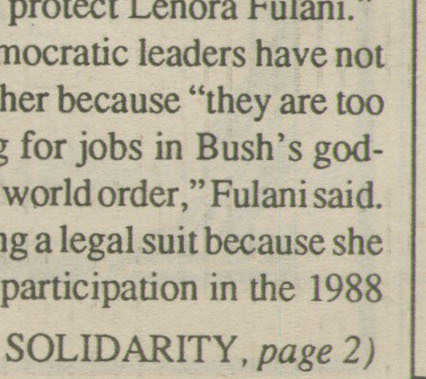 protect Lenora Fulani."
mocratic leaders have not
her because "they are too
g for jobs in Bush's god-
world order," Fulani said.
ng a legal suit because she
participation in the 1988
SOLIDARITY, page 2)